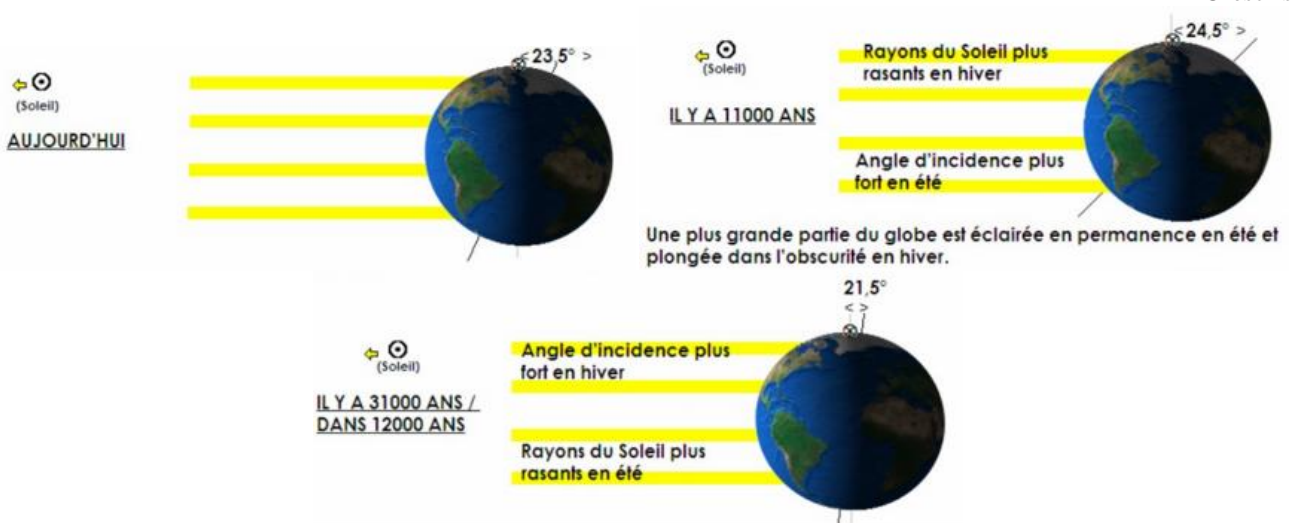 < 23,5° >
(Soleil)
AUJOURD'HUI
< 24,5° >
(Soleil)
Rayons du Soleil plus
rasants en hiver
IL Y A 11000 ANS
Angle d'incidence plus
fort en été
Une plus grande partie du globe est éclairée en permanence en été et
plongée dans l'obscurité en hiver.
21,5°
< >
(Soleil)
Angle d'incidence plus
fort en hiver
IL Y A 31000 ANS /
DANS 12000 ANS
Rayons du Soleil plus
rasants en été